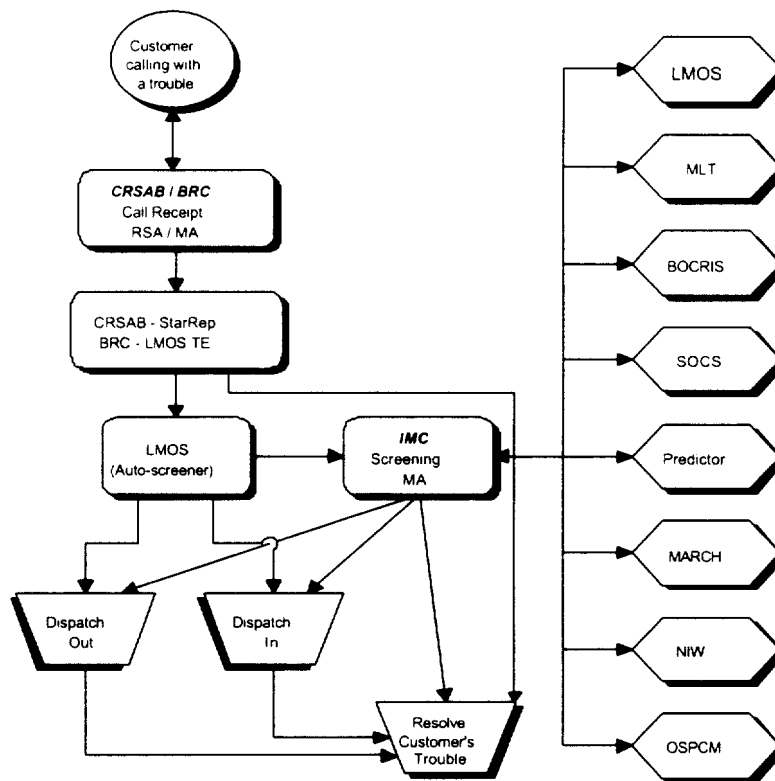 Customer
calling with
a trouble
CRSAB / BRC
Call Receipt
RSA / MA
CRSAB - StarRep
BRC - LMOS TE
LMOS
(Auto-screener)
IMC
Screening
MA
Dispatch
Out
Dispatch
In
Resolve
Customer's
Trouble
LMOS
MLT
BOCRIS
SOCS
Predictor
MARCH
NIW
OSPCM